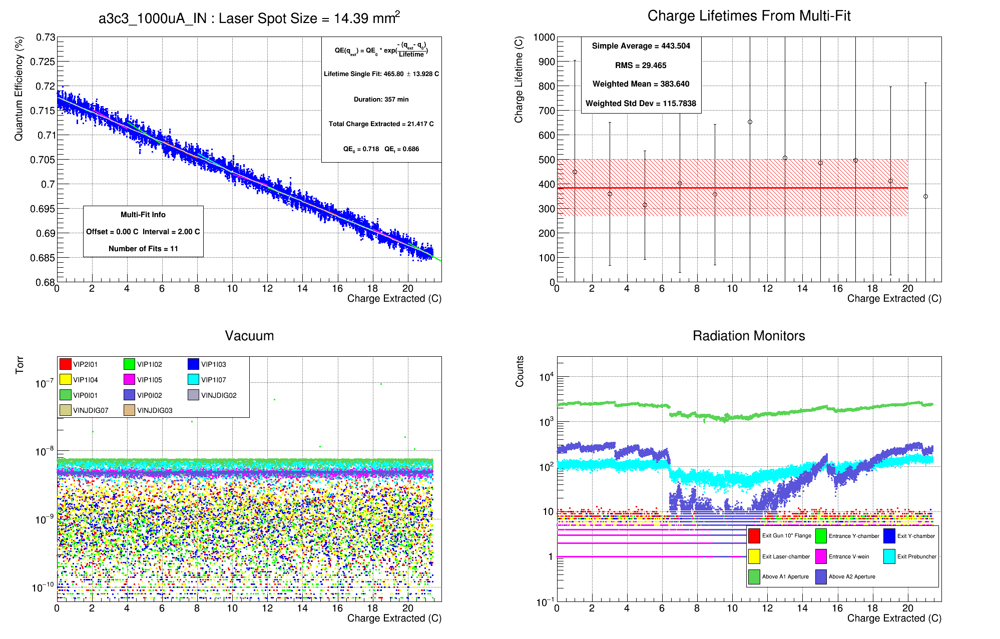 a3c3_1000uA_IN : Laser Spot Size = 14.39 mm²
Quantum Efficiency (%)
0.73
0.725
0.72
0.715
0.71
0.705
0.7
0.695
0.69
0.685
0.68
QE(q_ext) = QE_0 * exp(-(q_ext - q_0)/Lifetime)
Lifetime Single Fit: 465.80 ± 13.928 C
Duration: 357 min
Total Charge Extracted = 21.417 C
QE_0 = 0.718 QE_f = 0.686
Multi-Fit Info
Offset = 0.00 C Interval = 2.00 C
Number of Fits = 11
0 2 4 6 8 10 12 14 16 18 20
Charge Extracted (C)
Charge Lifetimes From Multi-Fit
Charge Lifetime (C)
1000
900
800
700
600
500
400
300
200
100
0
Simple Average = 443.504
RMS = 29.465
Weighted Mean = 383.640
Weighted Std Dev = 115.7838
0 2 4 6 8 10 12 14 16 18 20
Charge Extracted (C)
Vacuum
Torr
10⁻⁷
10⁻⁸
10⁻⁹
10⁻¹⁰
VIP2I01 VIP1I02 VIP1I03
VIP1I04 VIP1I05 VIP1I07
VIP0I01 VIP0I02 VINJDIG02
VINJDIG07 VINJDIG03
0 2 4 6 8 10 12 14 16 18 20
Charge Extracted (C)
Radiation Monitors
Counts
10⁴
10³
10²
10
1
10⁻¹
Exit Gun 10" Flange Entrance Y-chamber Exit Y-chamber
Exit Laser-chamber Entrance V-wein Exit Prebuncher
Above A1 Aperture Above A2 Aperture
0 2 4 6 8 10 12 14 16 18 20
Charge Extracted (C)